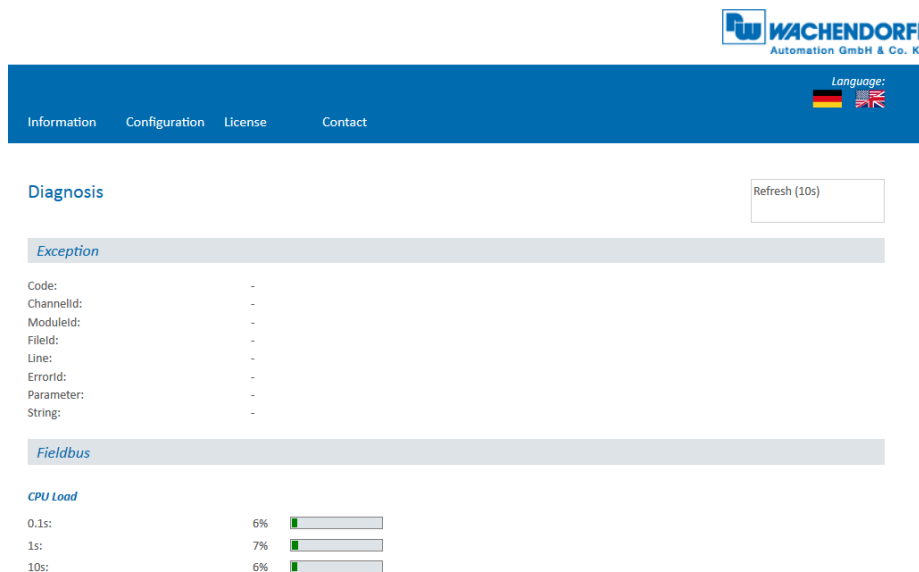 WACHENDORFF
Automation GmbH & Co. K
Language:
Information Configuration License Contact
Diagnosis
Refresh (10s)
Exception
Code: -
ChannelId: -
ModuleId: -
FileId: -
Line: -
ErrorId: -
Parameter: -
String: -
Fieldbus
CPU Load
0.1s: 6%
1s: 7%
10s: 6%